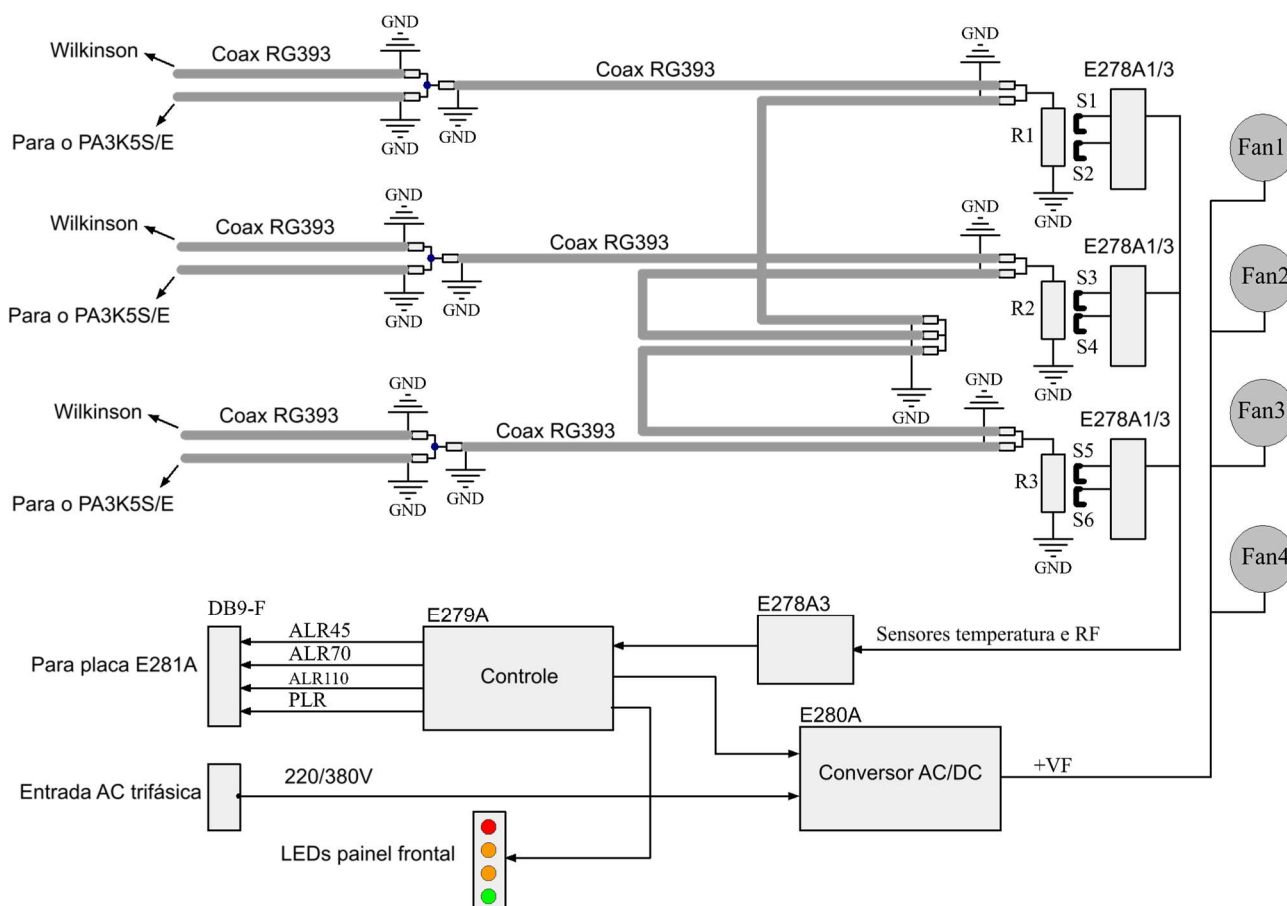 GND
GND
Wilkinson
Coax RG393
Coax RG393
E278A1/3
S1
Fan1
R1
GND
Para o PA3K5S/E
GND
S2
GND
GND
GND
Wilkinson
Coax RG393
Coax RG393
E278A1/3
S3
Fan2
R2
GND
Para o PA3K5S/E
GND
S4
GND
GND
GND
Wilkinson
Coax RG393
Coax RG393
GND
E278A1/3
S5
Fan3
R3
GND
Para o PA3K5S/E
GND
S6
GND
Fan4
DB9-F
E279A
E278A3
ALR45
Sensores temperatura e RF
Para placa E281A
ALR70
Controle
ALR110
PLR
E280A
Entrada AC trifásica
220/380V
Conversor AC/DC
+VF
LEDs painel frontal